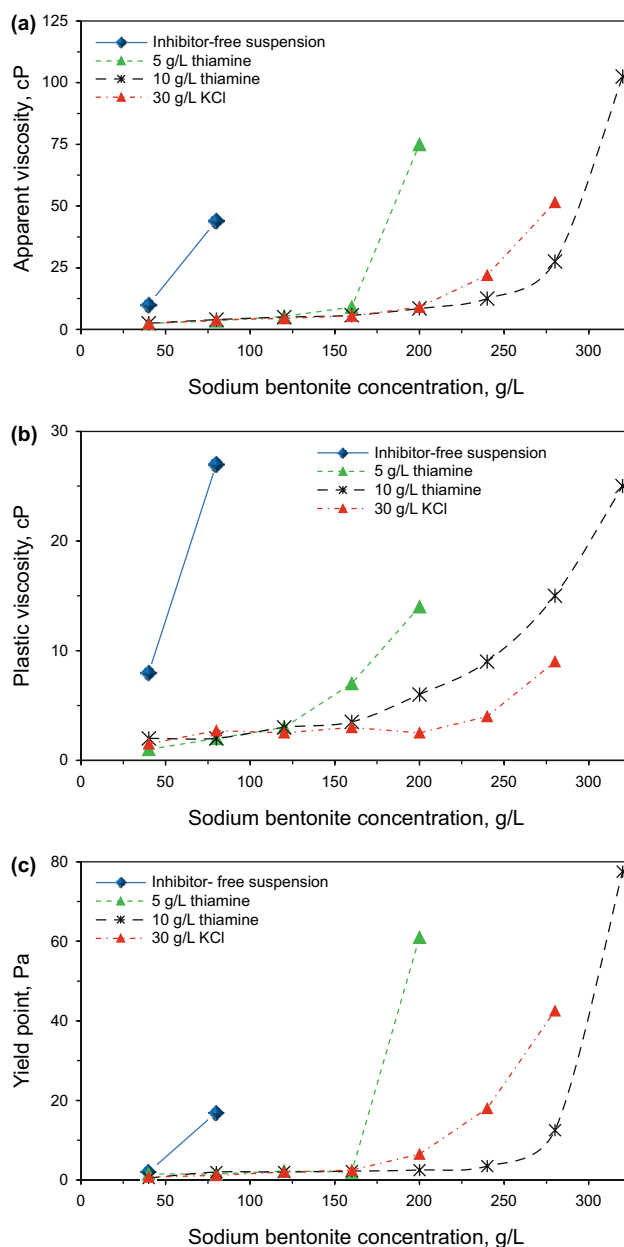 (a)
125
100
75
50
25
0
Apparent viscosity, cP
Inhibitor-free suspension
5 g/L thiamine
10 g/L thiamine
30 g/L KCl
0 50 100 150 200 250 300
Sodium bentonite concentration, g/L
(b)
30
20
10
0
Plastic viscosity, cP
Inhibitor-free suspension
5 g/L thiamine
10 g/L thiamine
30 g/L KCl
0 50 100 150 200 250 300
Sodium bentonite concentration, g/L
(c)
80
60
40
20
0
Yield point, Pa
Inhibitor- free suspension
5 g/L thiamine
10 g/L thiamine
30 g/L KCl
0 50 100 150 200 250 300
Sodium bentonite concentration, g/L